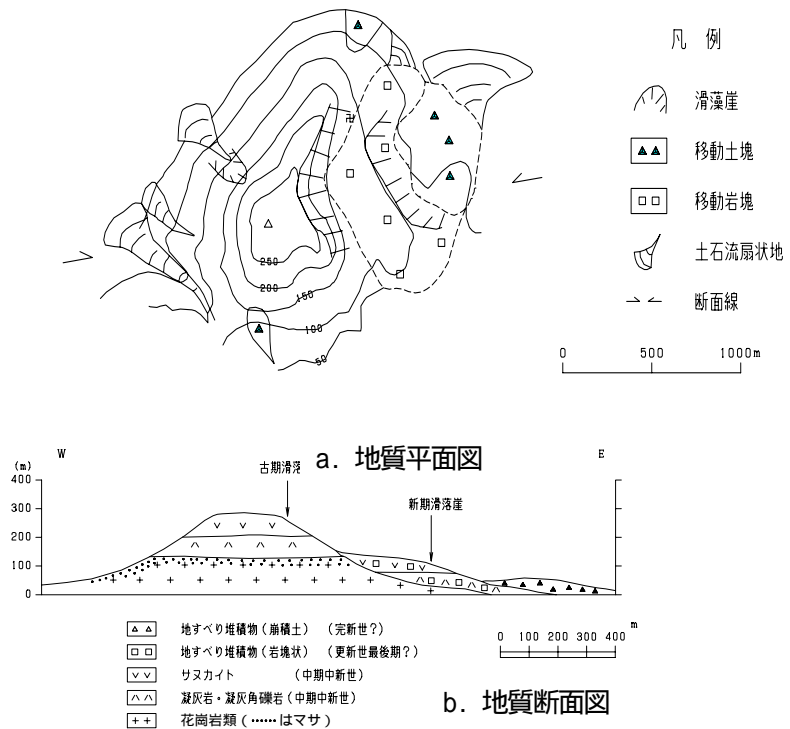 凡 例
滑藻崖
移動土塊
移動岩塊
土石流扇状地
断面線
0 500 1000m
250
200
150
100
50
a. 地質平面図
W
E
(m)
400
300
200
100
0
古期滑落
新期滑落崖
地すべり堆積物(崩積土) (完新世?)
地すべり堆積物(岩塊状) (更新世最後期?)
サヌカイト (中期中新世)
凝灰岩・凝灰角礫岩(中期中新世)
花崗岩類(……はマサ)
m
0 100 200 300 400
b. 地質断面図